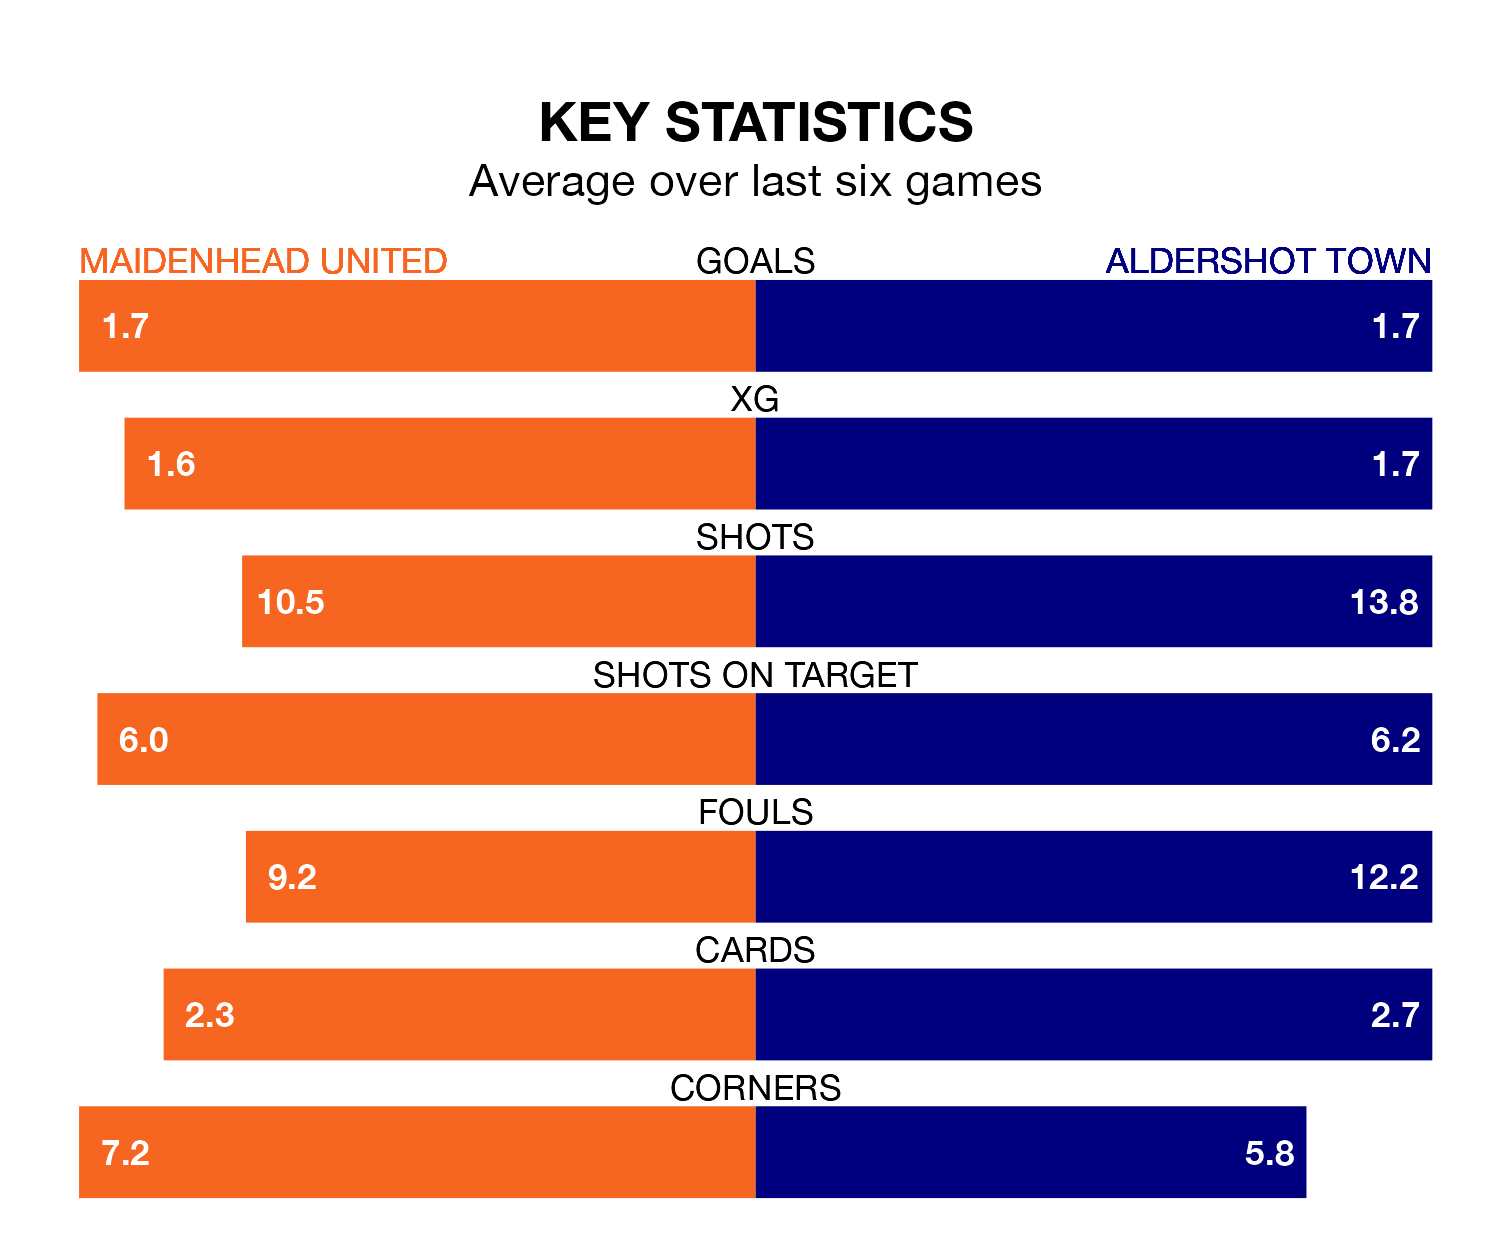 KEY STATISTICS
Average over last six games
MAIDENHEAD UNITED GOALS ALDERSHOT TOWN
1.7 1.7
XG
1.6 1.7
SHOTS
10.5 13.8
SHOTS ON TARGET
6.0 6.2
FOULS
9.2 12.2
CARDS
2.3 2.7
CORNERS
7.2 5.8